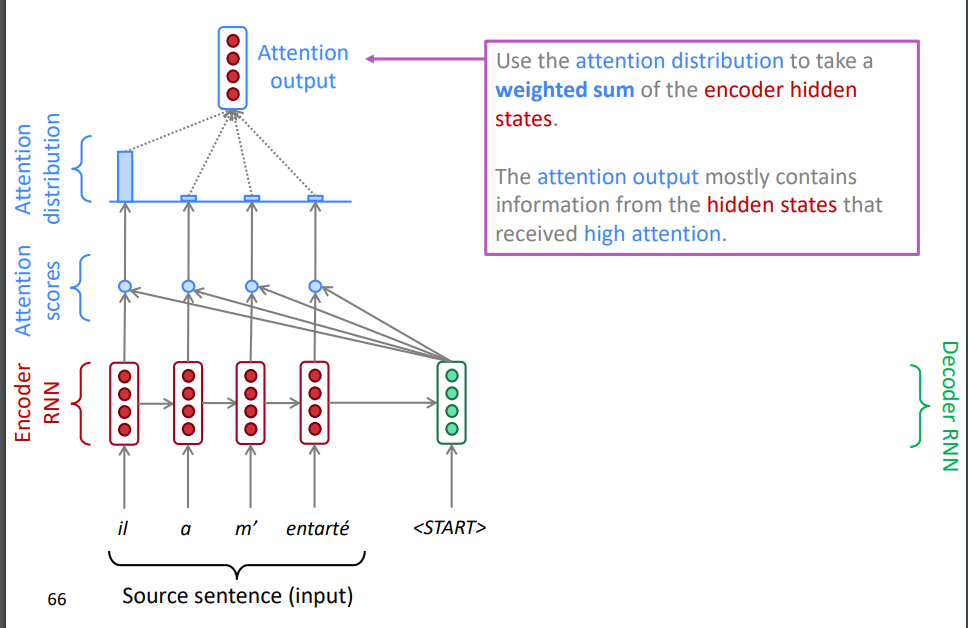 Attention
output
Use the attention distribution to take a
weighted sum of the encoder hidden
states.
The attention output mostly contains
information from the hidden states that
received high attention.
Attention
distribution
Attention
scores
Encoder
RNN
Decoder RNN
il a m’ entarté <START>
Source sentence (input)
66